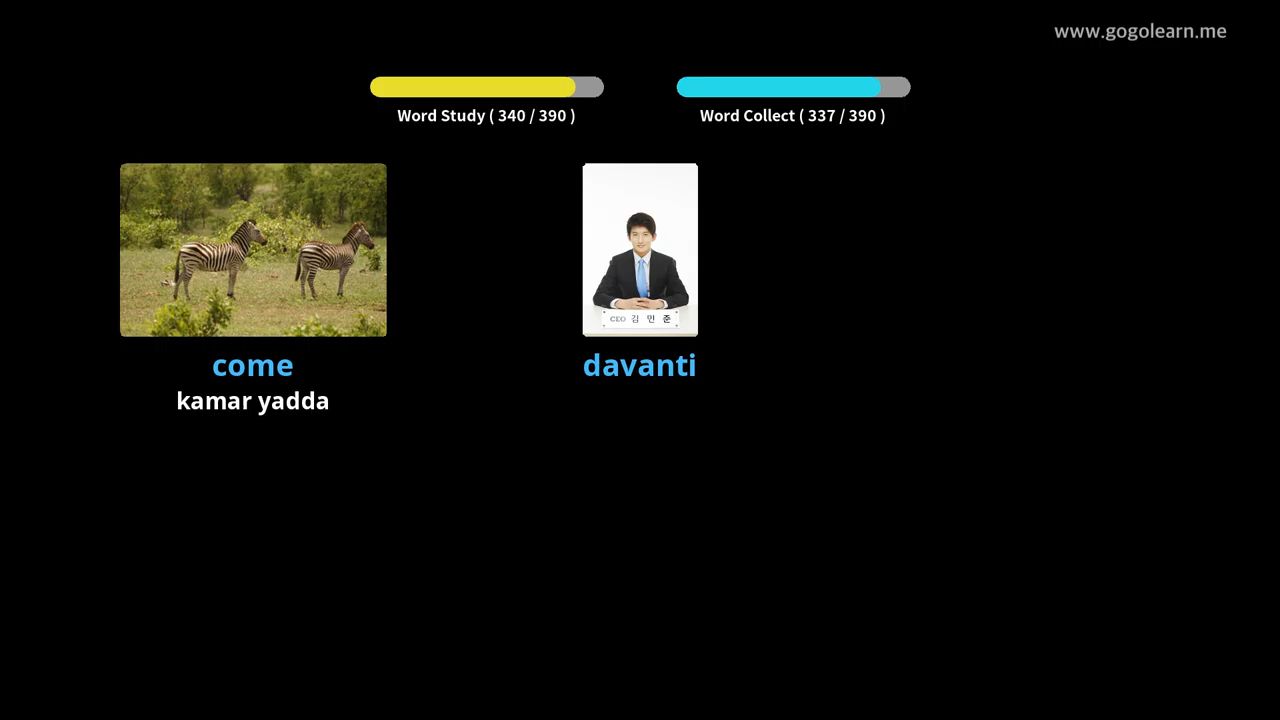 www.gogolearn.me
Word Study ( 340 / 390 )
Word Collect ( 337 / 390 )
CEO 김 민 준
come
davanti
kamar yadda